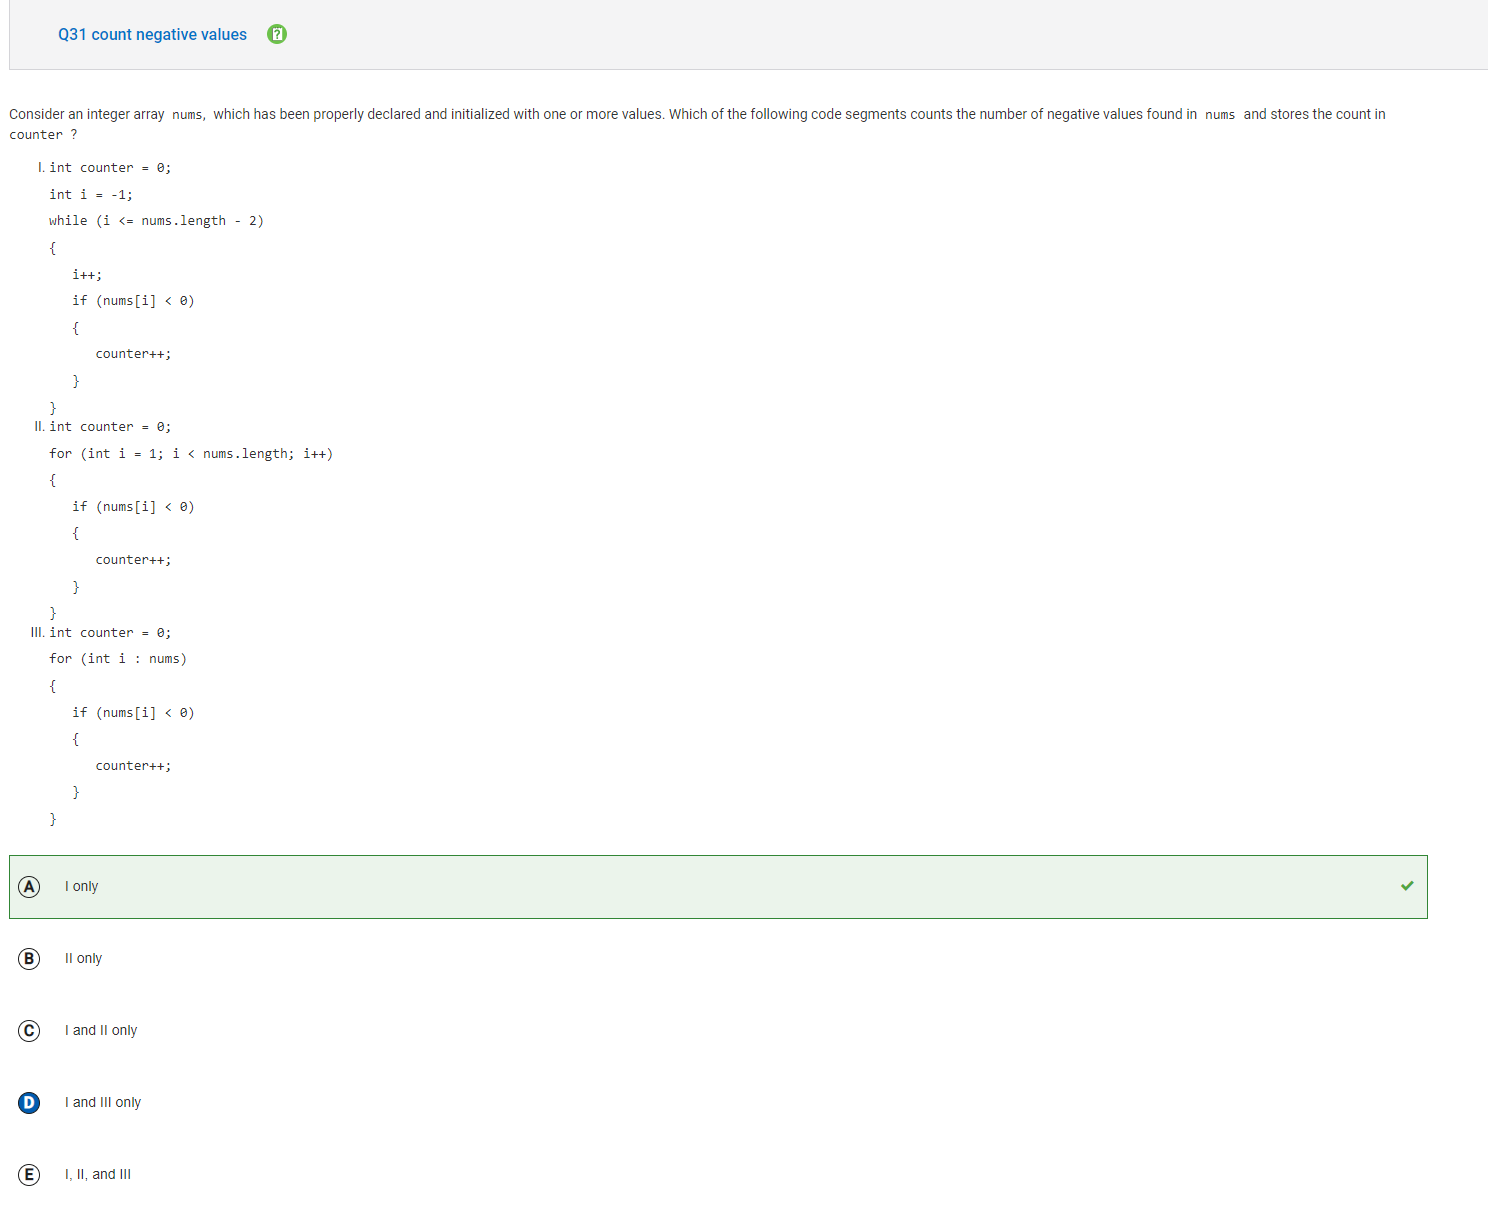 Q31 count negative values ?
Consider an integer array nums, which has been properly declared and initialized with one or more values. Which of the following code segments counts the number of negative values found in nums and stores the count in
counter ?
I. int counter = 0;
int i = -1;
while (i <= nums.length - 2)
{
i++;
if (nums[i] < 0)
{
counter++;
}
}
II. int counter = 0;
for (int i = 1; i < nums.length; i++)
{
if (nums[i] < 0)
{
counter++;
}
}
III. int counter = 0;
for (int i : nums)
{
if (nums[i] < 0)
{
counter++;
}
}
A I only
B II only
C I and II only
D I and III only
E I, II, and III